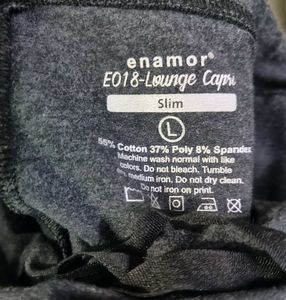 enamor®
E018-Lounge Capri
Slim
L
55% Cotton 37% Poly 8% Spandex
Machine wash normal with like
colors. Do not bleach. Tumble
dry medium iron. Do not dry clean.
Do not iron on print.